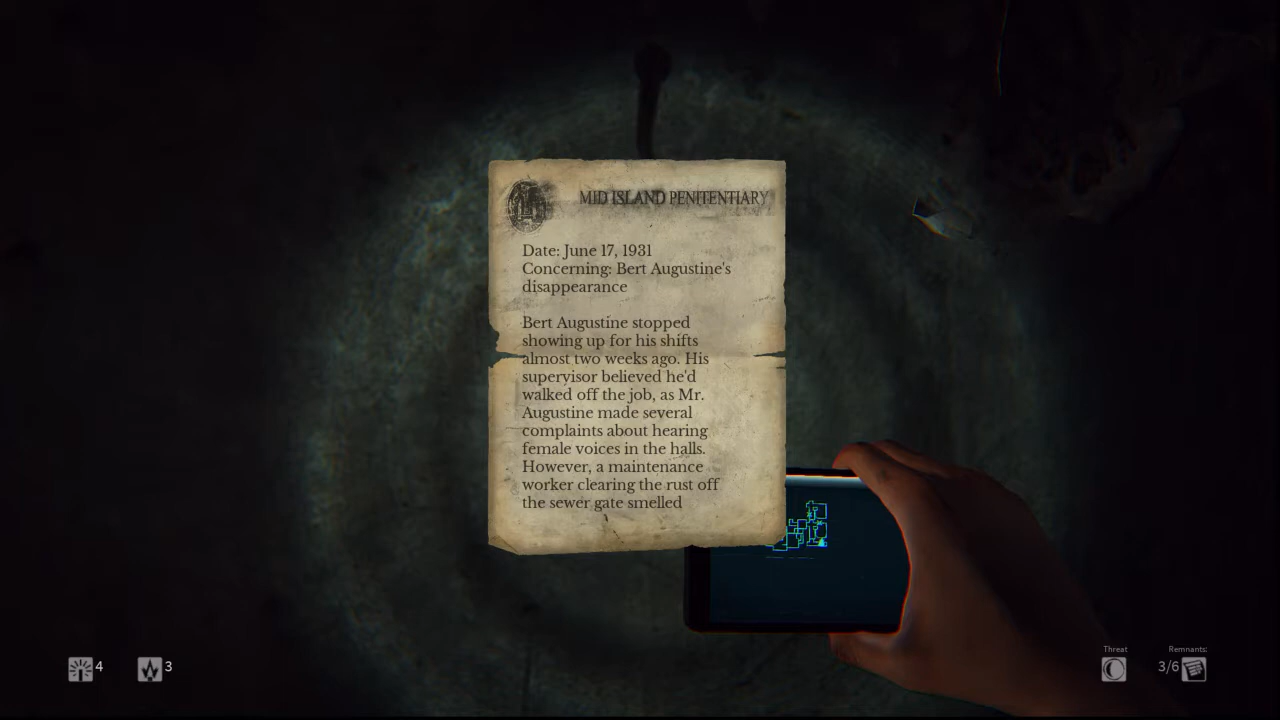 MID ISLAND PENITENTIARY
Date: June 17, 1931
Concerning: Bert Augustine's
disappearance
Bert Augustine stopped
showing up for his shifts
almost two weeks ago. His
supervisor believed he'd
walked off the job, as Mr.
Augustine made several
complaints about hearing
female voices in the halls.
However, a maintenance
worker clearing the rust off
the sewer gate smelled
4
3
Threat
Remnants:
3/6